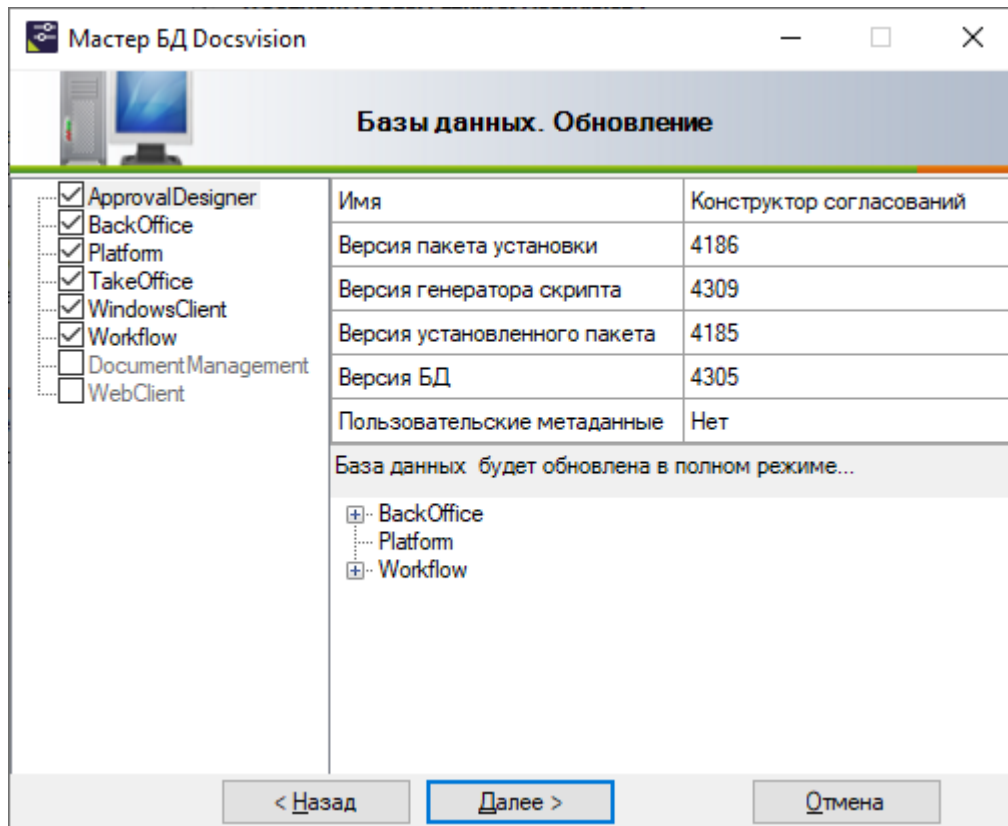 Мастер БД Docsvision
Базы данных. Обновление
ApprovalDesigner
BackOffice
Platform
TakeOffice
WindowsClient
Workflow
DocumentManagement
WebClient
Имя Конструктор согласований
Версия пакета установки 4186
Версия генератора скрипта 4309
Версия установленного пакета 4185
Версия БД 4305
Пользовательские метаданные Нет
База данных будет обновлена в полном режиме...
BackOffice
Platform
Workflow
< Назад Далее > Отмена